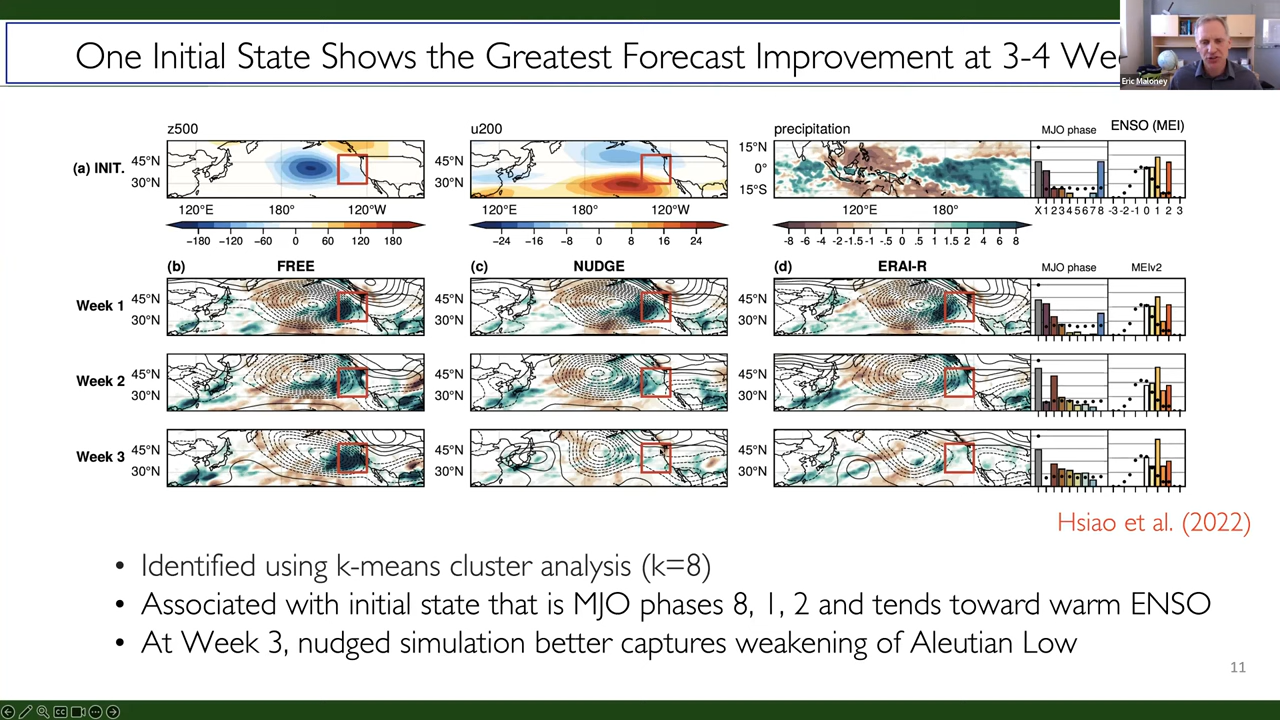 One Initial State Shows the Greatest Forecast Improvement at 3-4 We
Eric Maloney
z500
u200
precipitation
MJO phase
ENSO (MEI)
(a) INIT.
45°N
30°N
45°N
30°N
15°N
0°
15°S
120°E 180° 120°W
120°E 180° 120°W
120°E 180°
X 1 2 3 4 5 6 7 8
-3 -2 -1 0 1 2 3
−180 −120 −60 0 60 120 180
−24 −16 −8 0 8 16 24
-8 -6 -4 -2 -1.5 -1 -.5 0 .5 1 1.5 2 4 6 8
(b) FREE
(c) NUDGE
(d) ERAI-R
MJO phase
MEIv2
Week 1
45°N
30°N
45°N
30°N
45°N
30°N
Week 2
45°N
30°N
45°N
30°N
45°N
30°N
Week 3
45°N
30°N
45°N
30°N
45°N
30°N
Hsiao et al. (2022)
• Identified using k-means cluster analysis (k=8)
• Associated with initial state that is MJO phases 8, 1, 2 and tends toward warm ENSO
• At Week 3, nudged simulation better captures weakening of Aleutian Low
11
CC